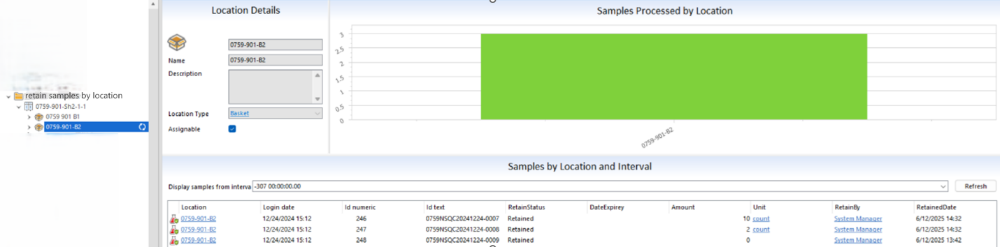 retain samples by location
0759-901-Sh2-1-1
0759 901 B1
0759-901-B2
Location Details
0759-901-B2
Name 0759-901-B2
Description
Location Type Basket
Assignable
Samples Processed by Location
3
2.5
2
1.5
1
0.5
0
0759-901-B2
Samples by Location and Interval
Display samples from interva -307 00:00:00.00 Refresh
Location Login date Id numeric Id text RetainStatus DateExpirey Amount Unit RetainBy RetainedDate
0759-901-B2 12/24/2024 15:12 246 0759NSQC20241224-0007 Retained 10 count System Manager 6/12/2025 14:32
0759-901-B2 12/24/2024 15:12 247 0759NSQC20241224-0008 Retained 2 count System Manager 6/12/2025 14:32
0759-901-B2 12/24/2024 15:12 248 0759NSQC20241224-0009 Retained 0 System Manager 6/12/2025 13:42